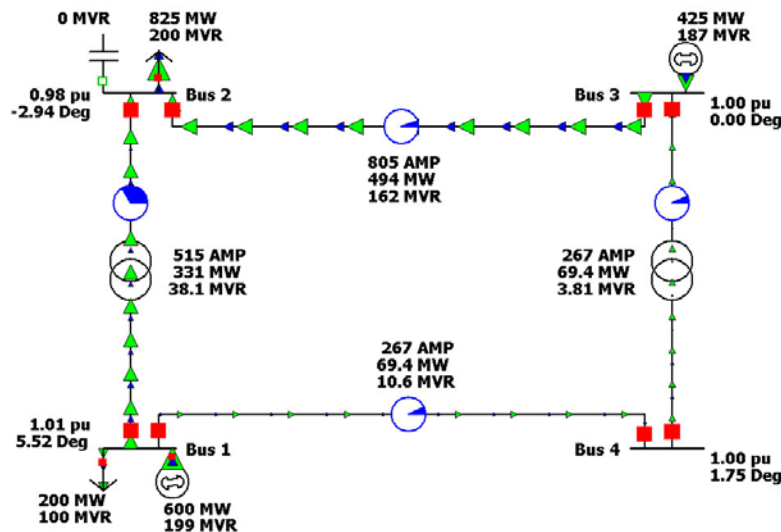 0 MVR
825 MW
200 MVR
425 MW
187 MVR
0.98 pu
-2.94 Deg
Bus 2
Bus 3
1.00 pu
0.00 Deg
805 AMP
494 MW
162 MVR
515 AMP
331 MW
38.1 MVR
267 AMP
69.4 MW
3.81 MVR
267 AMP
69.4 MW
10.6 MVR
1.01 pu
5.52 Deg
Bus 1
Bus 4
1.00 pu
1.75 Deg
200 MW
100 MVR
600 MW
199 MVR